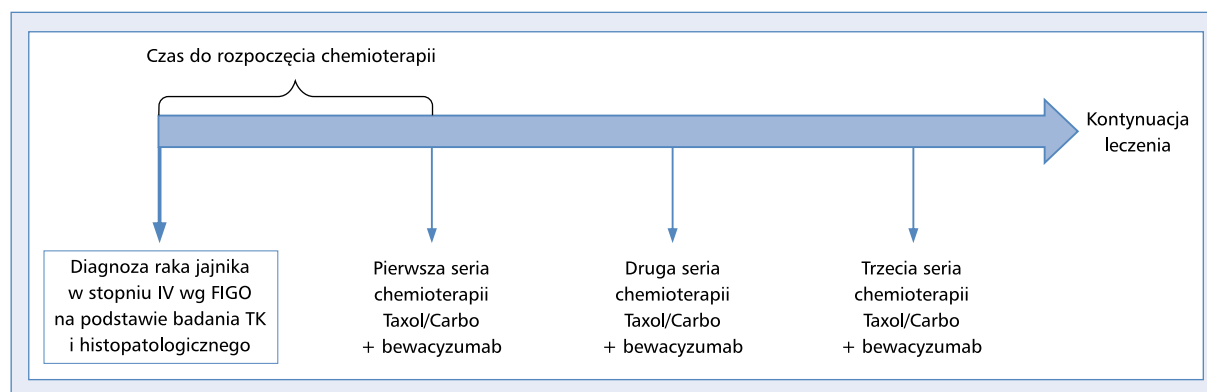 Czas do rozpoczęcia chemioterapii
Kontynuacja
leczenia
Diagnoza raka jajnika
w stopniu IV wg FIGO
na podstawie badania TK
i histopatologicznego
Pierwsza seria
chemioterapii
Taxol/Carbo
+ bewacyzumab
Druga seria
chemioterapii
Taxol/Carbo
+ bewacyzumab
Trzecia seria
chemioterapii
Taxol/Carbo
+ bewacyzumab